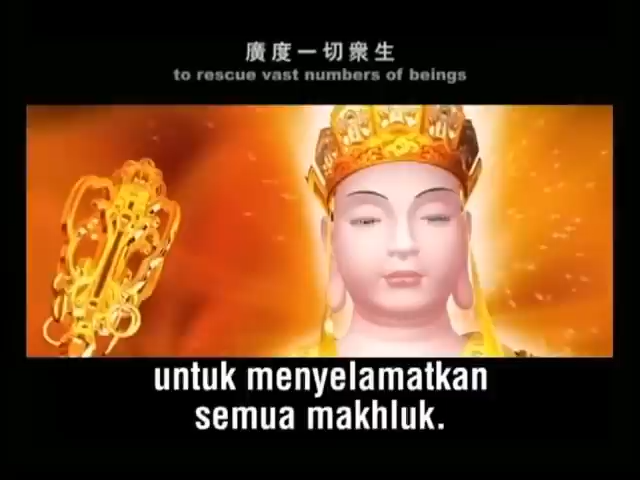 廣度一切衆生
to rescue vast numbers of beings
untuk menyelamatkan
semua makhluk.